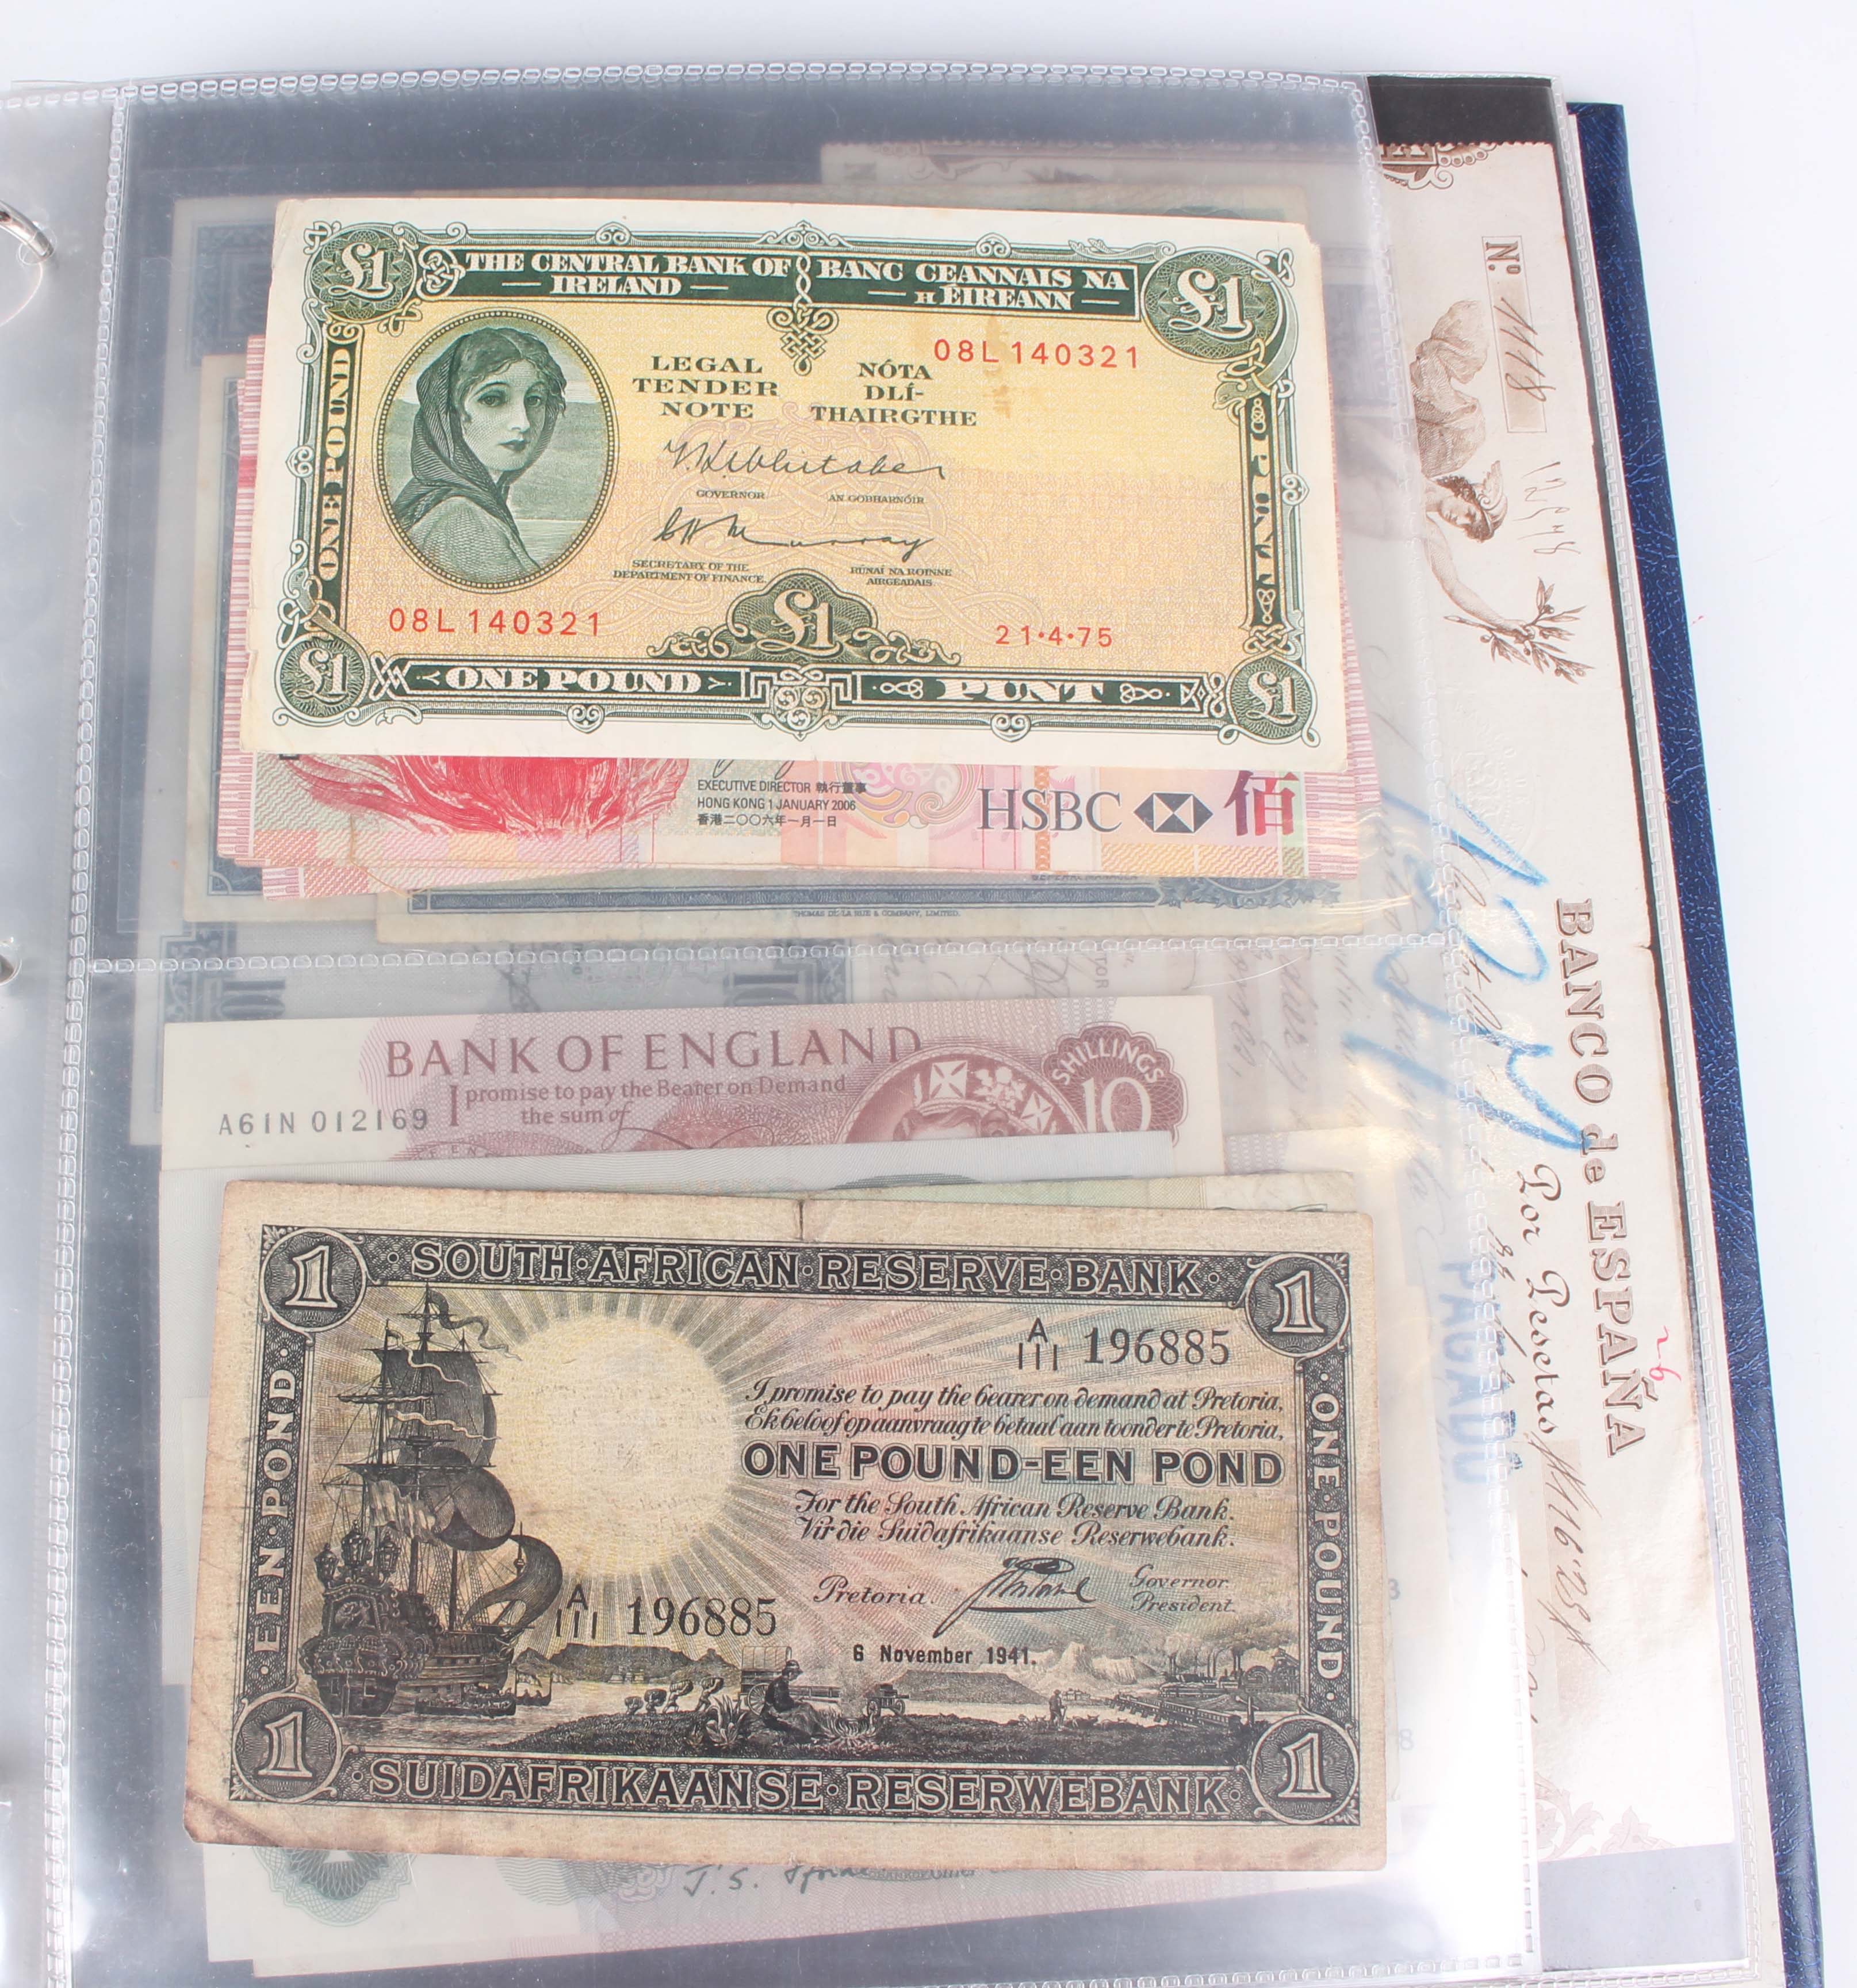 £1
THE CENTRAL BANK OF IRELAND
BANC CEANNAIS NA H ÉIREANN
£1
ONE POUND
LEGAL TENDER NOTE
NÓTA DLÍ-THAIRGTHE
08L 140321
GOVERNOR
AN GOBHARNÓIR
SECRETARY OF THE DEPARTMENT OF FINANCE.
RÚNAÍ NA ROINNE AIRGEADAIS
08L 140321
£1
21·4·75
£1
ONE POUND
PUNT
£1
EXECUTIVE DIRECTOR 執行董事
HONG KONG 1 JANUARY 2006
香港二〇〇六年一月一日
HSBC
佰
THOMAS DE LA RUE & COMPANY, LIMITED.
BANK OF ENGLAND
I promise to pay the Bearer on Demand
the sum of
A61N 012169
SHILLINGS
10
1
SOUTH·AFRICAN·RESERVE·BANK
1
A
111 196885
I promise to pay the bearer on demand at Pretoria,
Ek beloof op aanvraag te betaal aan toonder te Pretoria,
ONE POUND-EEN POND
For the South African Reserve Bank.
Vir die Suidafrikaanse Reserwebank.
Pretoria.
Governor.
President.
A
111 196885
6 November 1941.
EEN·POND
ONE·POUND
1
SUIDAFRIKAANSE·RESERWEBANK
1
Nº.
BANCO de ESPAÑA
Por Pesetas
PAGADO